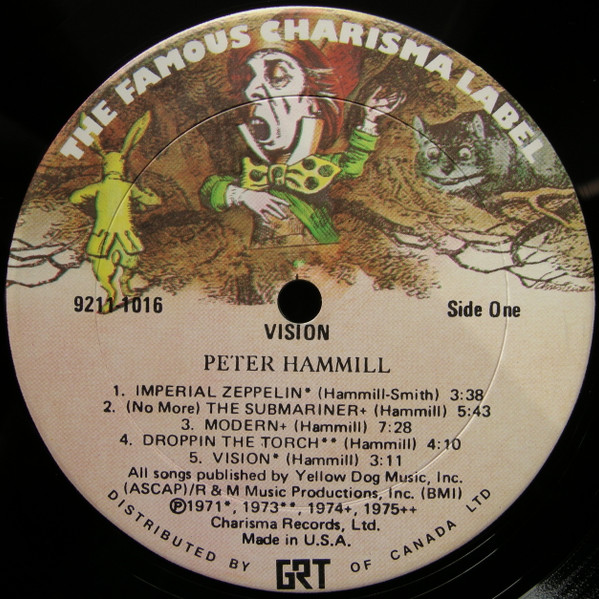 THE FAMOUS CHARISMA LABEL
9211-1016
Side One
VISION
PETER HAMMILL
1. IMPERIAL ZEPPELIN* (Hammill-Smith) 3:38
2. (No More) THE SUBMARINER+ (Hammill) 5:43
3. MODERN+ (Hammill) 7:28
4. DROPPIN THE TORCH** (Hammill) 4:10
5. VISION* (Hammill) 3:11
All songs published by Yellow Dog Music, Inc.
(ASCAP)/R & M Music Productions, Inc. (BMI)
℗1971*, 1973**, 1974+, 1975++
Charisma Records, Ltd.
Made in U.S.A.
DISTRIBUTED BY GRT OF CANADA LTD